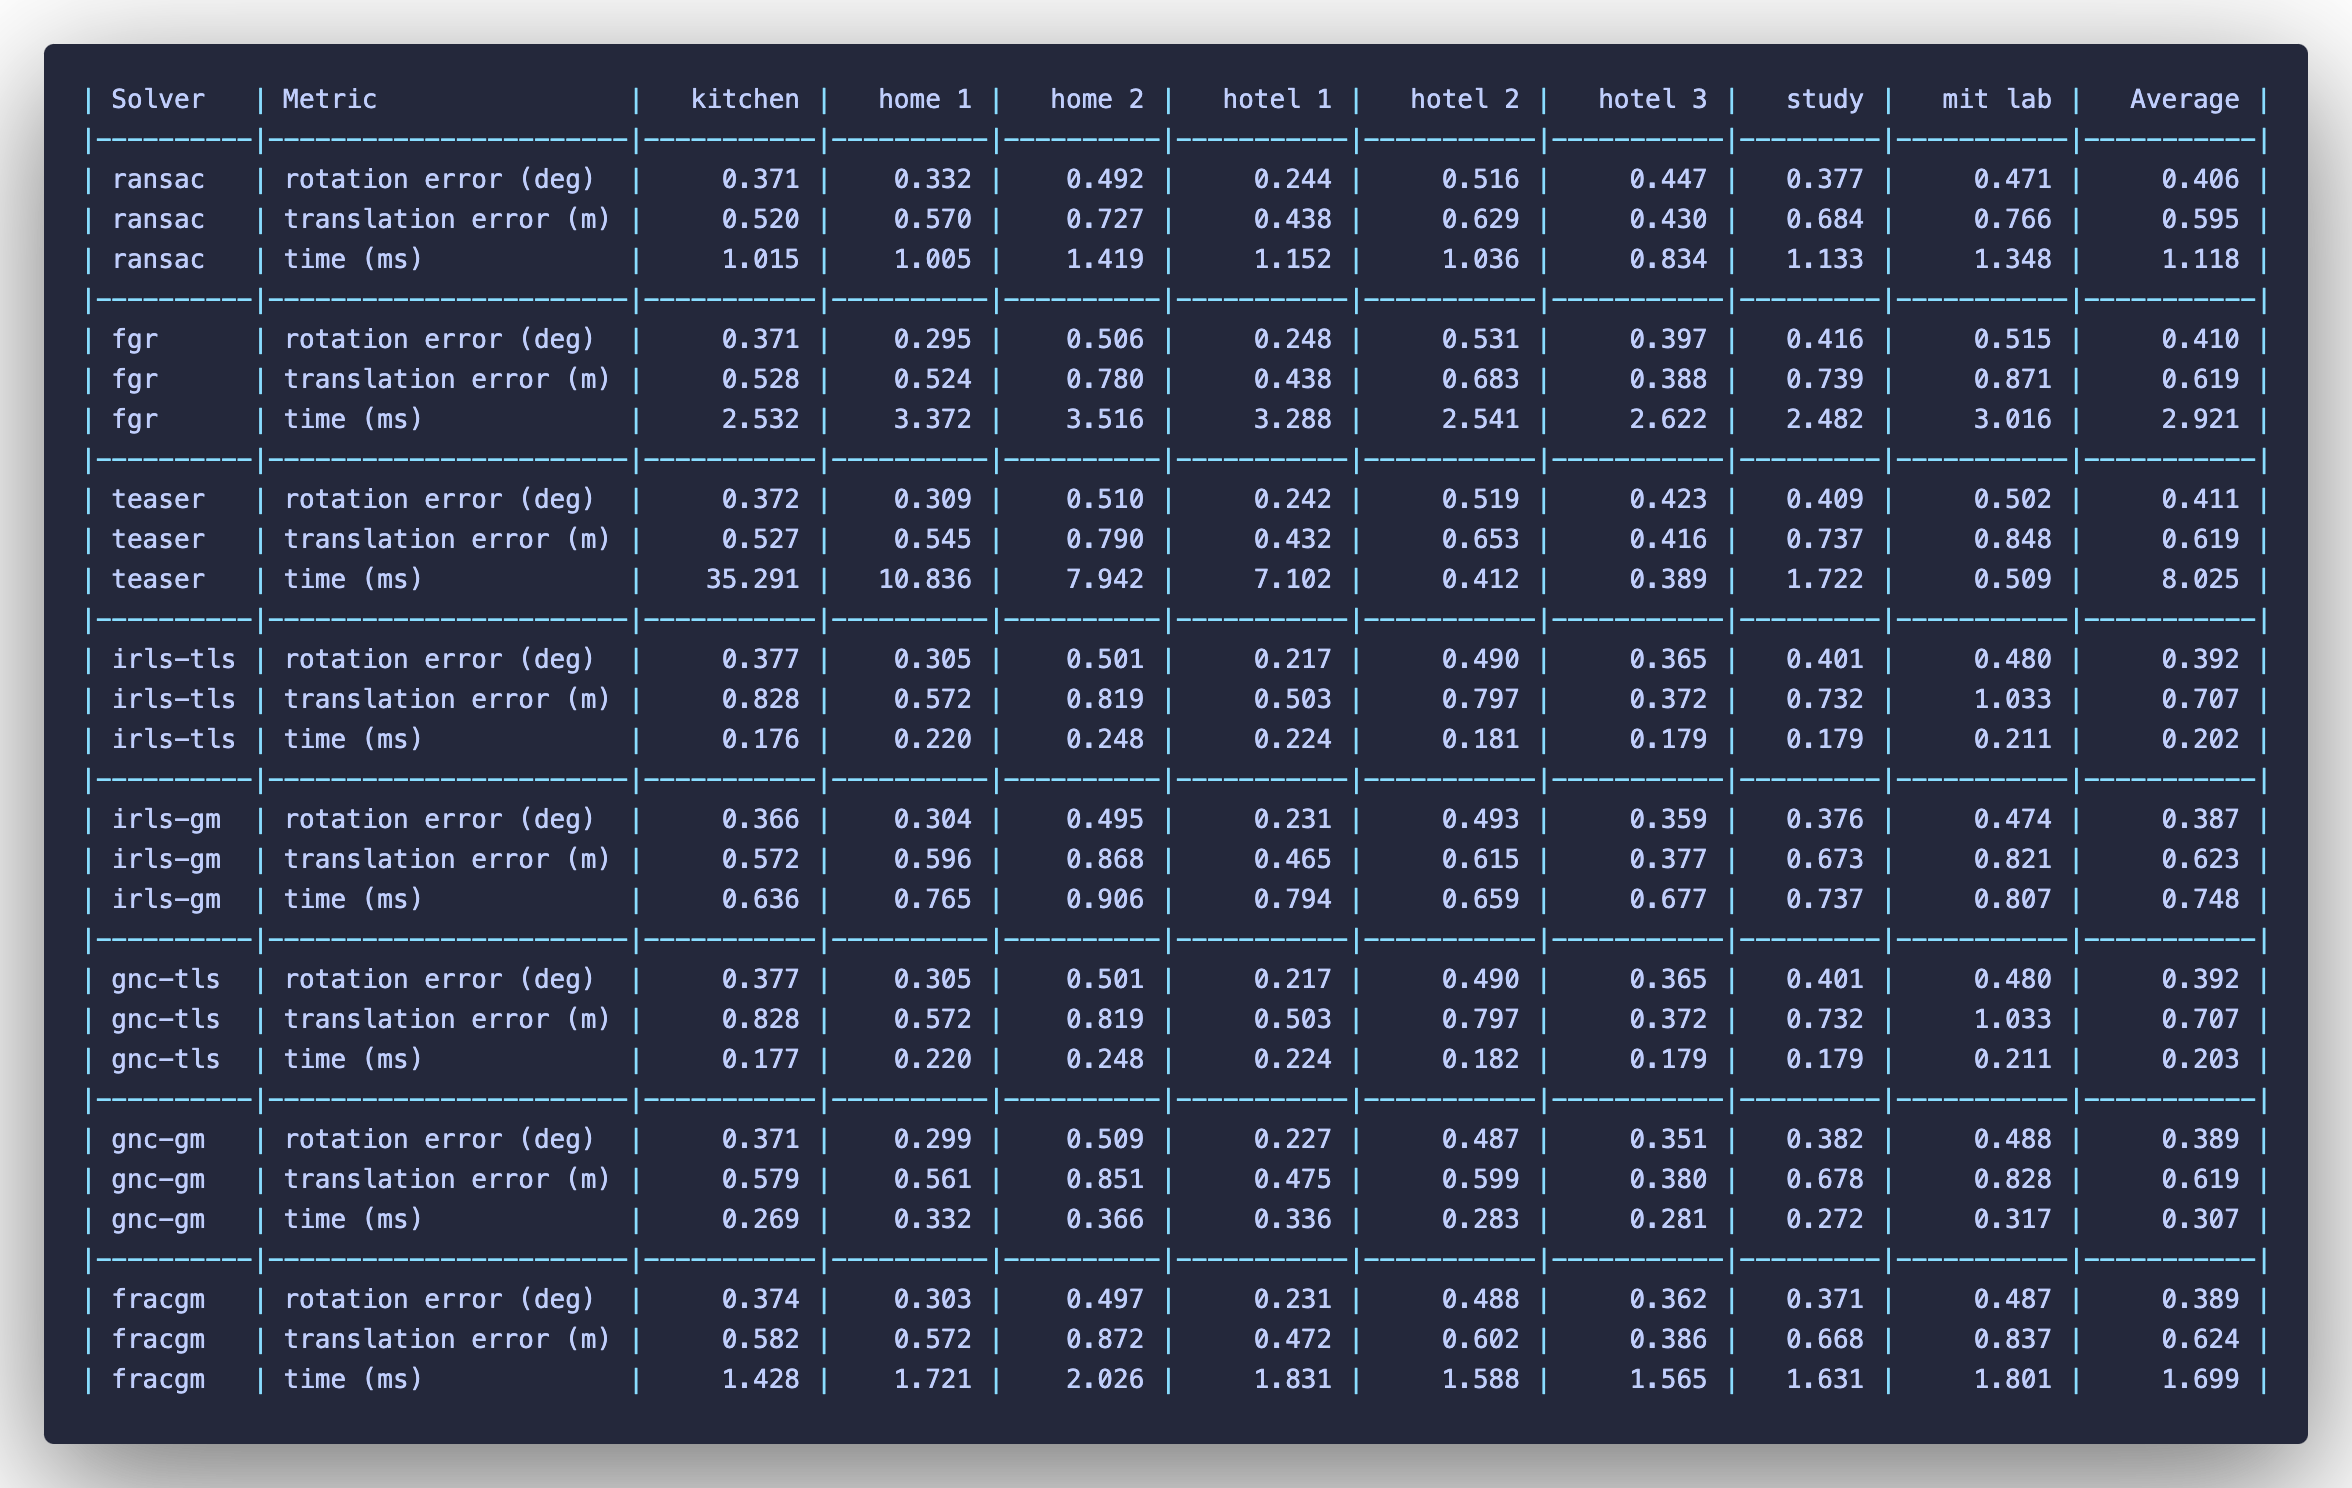 | Solver | Metric | kitchen | home 1 | home 2 | hotel 1 | hotel 2 | hotel 3 | study | mit lab | Average |
|----------|-----------------------|-----------|----------|----------|-----------|-----------|-----------|---------|-----------|-----------|
| ransac | rotation error (deg) | 0.371 | 0.332 | 0.492 | 0.244 | 0.516 | 0.447 | 0.377 | 0.471 | 0.406 |
| ransac | translation error (m) | 0.520 | 0.570 | 0.727 | 0.438 | 0.629 | 0.430 | 0.684 | 0.766 | 0.595 |
| ransac | time (ms) | 1.015 | 1.005 | 1.419 | 1.152 | 1.036 | 0.834 | 1.133 | 1.348 | 1.118 |
|----------|-----------------------|-----------|----------|----------|-----------|-----------|-----------|---------|-----------|-----------|
| fgr | rotation error (deg) | 0.371 | 0.295 | 0.506 | 0.248 | 0.531 | 0.397 | 0.416 | 0.515 | 0.410 |
| fgr | translation error (m) | 0.528 | 0.524 | 0.780 | 0.438 | 0.683 | 0.388 | 0.739 | 0.871 | 0.619 |
| fgr | time (ms) | 2.532 | 3.372 | 3.516 | 3.288 | 2.541 | 2.622 | 2.482 | 3.016 | 2.921 |
|----------|-----------------------|-----------|----------|----------|-----------|-----------|-----------|---------|-----------|-----------|
| teaser | rotation error (deg) | 0.372 | 0.309 | 0.510 | 0.242 | 0.519 | 0.423 | 0.409 | 0.502 | 0.411 |
| teaser | translation error (m) | 0.527 | 0.545 | 0.790 | 0.432 | 0.653 | 0.416 | 0.737 | 0.848 | 0.619 |
| teaser | time (ms) | 35.291 | 10.836 | 7.942 | 7.102 | 0.412 | 0.389 | 1.722 | 0.509 | 8.025 |
|----------|-----------------------|-----------|----------|----------|-----------|-----------|-----------|---------|-----------|-----------|
| irls-tls | rotation error (deg) | 0.377 | 0.305 | 0.501 | 0.217 | 0.490 | 0.365 | 0.401 | 0.480 | 0.392 |
| irls-tls | translation error (m) | 0.828 | 0.572 | 0.819 | 0.503 | 0.797 | 0.372 | 0.732 | 1.033 | 0.707 |
| irls-tls | time (ms) | 0.176 | 0.220 | 0.248 | 0.224 | 0.181 | 0.179 | 0.179 | 0.211 | 0.202 |
|----------|-----------------------|-----------|----------|----------|-----------|-----------|-----------|---------|-----------|-----------|
| irls-gm | rotation error (deg) | 0.366 | 0.304 | 0.495 | 0.231 | 0.493 | 0.359 | 0.376 | 0.474 | 0.387 |
| irls-gm | translation error (m) | 0.572 | 0.596 | 0.868 | 0.465 | 0.615 | 0.377 | 0.673 | 0.821 | 0.623 |
| irls-gm | time (ms) | 0.636 | 0.765 | 0.906 | 0.794 | 0.659 | 0.677 | 0.737 | 0.807 | 0.748 |
|----------|-----------------------|-----------|----------|----------|-----------|-----------|-----------|---------|-----------|-----------|
| gnc-tls | rotation error (deg) | 0.377 | 0.305 | 0.501 | 0.217 | 0.490 | 0.365 | 0.401 | 0.480 | 0.392 |
| gnc-tls | translation error (m) | 0.828 | 0.572 | 0.819 | 0.503 | 0.797 | 0.372 | 0.732 | 1.033 | 0.707 |
| gnc-tls | time (ms) | 0.177 | 0.220 | 0.248 | 0.224 | 0.182 | 0.179 | 0.179 | 0.211 | 0.203 |
|----------|-----------------------|-----------|----------|----------|-----------|-----------|-----------|---------|-----------|-----------|
| gnc-gm | rotation error (deg) | 0.371 | 0.299 | 0.509 | 0.227 | 0.487 | 0.351 | 0.382 | 0.488 | 0.389 |
| gnc-gm | translation error (m) | 0.579 | 0.561 | 0.851 | 0.475 | 0.599 | 0.380 | 0.678 | 0.828 | 0.619 |
| gnc-gm | time (ms) | 0.269 | 0.332 | 0.366 | 0.336 | 0.283 | 0.281 | 0.272 | 0.317 | 0.307 |
|----------|-----------------------|-----------|----------|----------|-----------|-----------|-----------|---------|-----------|-----------|
| fracgm | rotation error (deg) | 0.374 | 0.303 | 0.497 | 0.231 | 0.488 | 0.362 | 0.371 | 0.487 | 0.389 |
| fracgm | translation error (m) | 0.582 | 0.572 | 0.872 | 0.472 | 0.602 | 0.386 | 0.668 | 0.837 | 0.624 |
| fracgm | time (ms) | 1.428 | 1.721 | 2.026 | 1.831 | 1.588 | 1.565 | 1.631 | 1.801 | 1.699 |